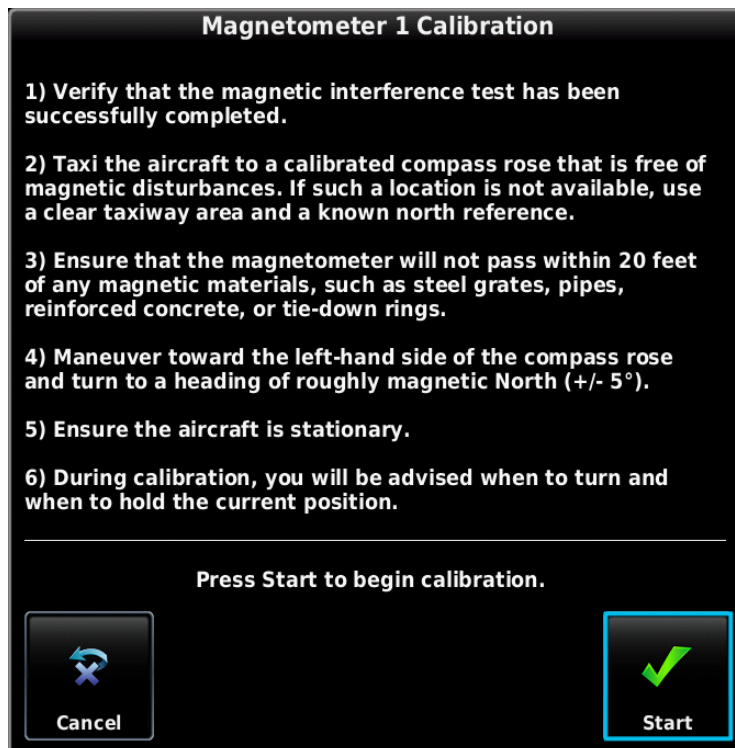 Magnetometer 1 Calibration
1) Verify that the magnetic interference test has been
successfully completed.
2) Taxi the aircraft to a calibrated compass rose that is free of
magnetic disturbances. If such a location is not available, use
a clear taxiway area and a known north reference.
3) Ensure that the magnetometer will not pass within 20 feet
of any magnetic materials, such as steel grates, pipes,
reinforced concrete, or tie-down rings.
4) Maneuver toward the left-hand side of the compass rose
and turn to a heading of roughly magnetic North (+/- 5°).
5) Ensure the aircraft is stationary.
6) During calibration, you will be advised when to turn and
when to hold the current position.
Press Start to begin calibration.
Cancel
Start